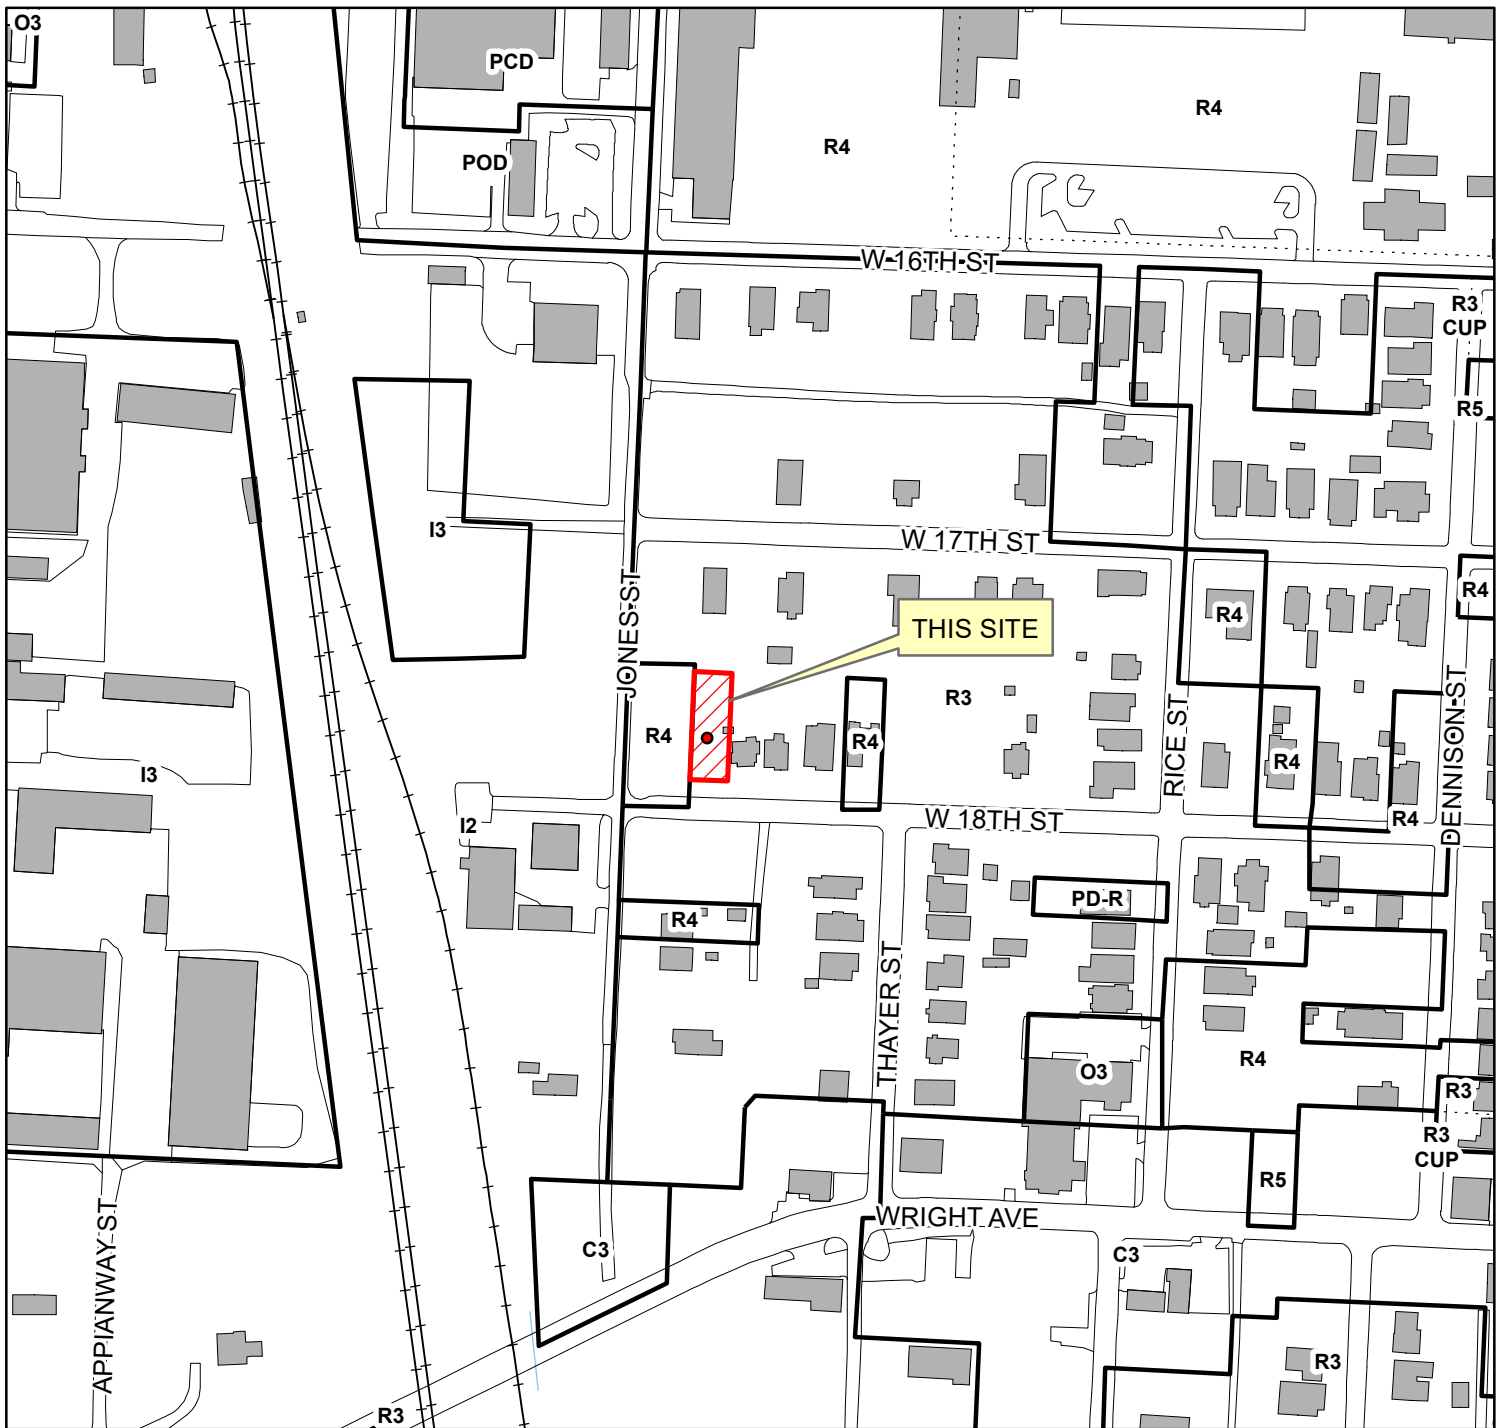 O3
PCD
R4
R4
POD
W 16TH ST
R3
CUP
R5
I3
W 17TH ST
JONES ST
R4
R4
THIS SITE
R3
RICE ST
DENNISON ST
R4
R4
R4
I3
R4
W 18TH ST
I2
PD-R
R4
THAYER ST
R4
O3
R3
R3
CUP
R5
APPIANWAY ST
WRIGHT AVE
C3
C3
R3
R3